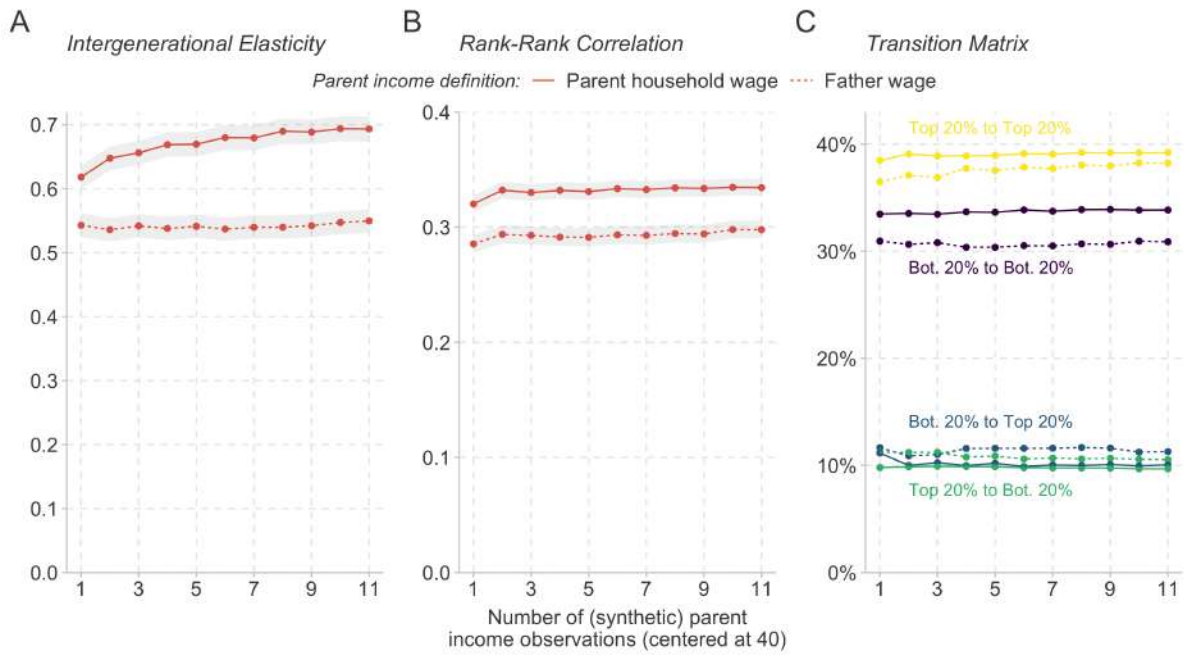 A
Intergenerational Elasticity
B
Rank-Rank Correlation
C
Transition Matrix
Parent income definition: Parent household wage Father wage
0.7
0.6
0.5
0.4
0.3
0.2
0.1
0.0
1 3 5 7 9 11
0.4
0.3
0.2
0.1
0.0
1 3 5 7 9 11
Number of (synthetic) parent
income observations (centered at 40)
40%
30%
20%
10%
0%
Top 20% to Top 20%
Bot. 20% to Bot. 20%
Bot. 20% to Top 20%
Top 20% to Bot. 20%
1 3 5 7 9 11